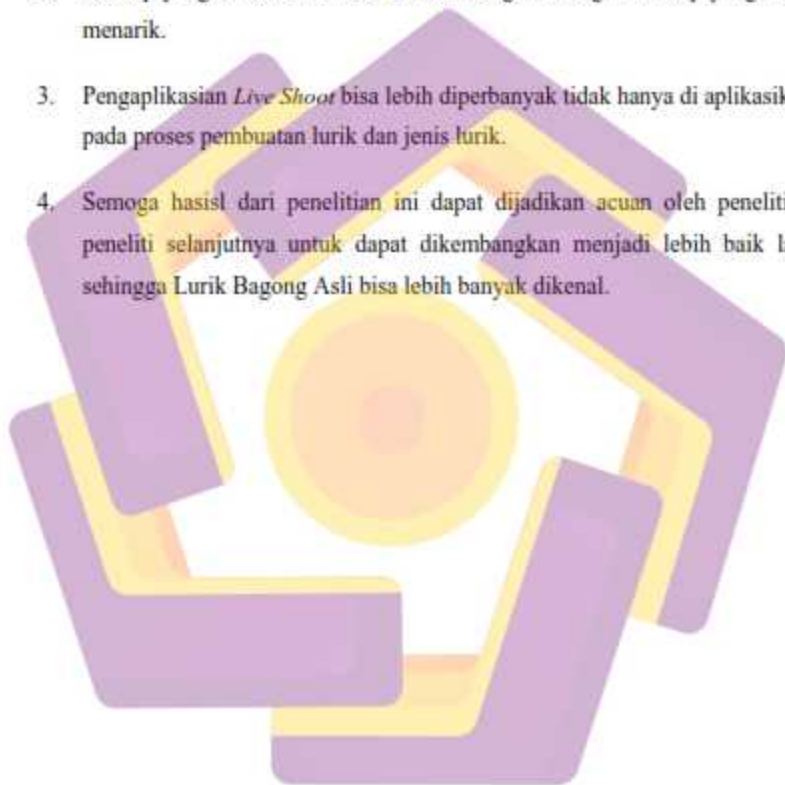 menarik.
3. Pengaplikasian Live Shoot bisa lebih diperbanyak tidak hanya di
pada proses pembuatan lurik dan jenis lurik.
4. Semoga hasisl dari penelitian ini dapat dijadikan acuan oleh peneliti
peneliti selanjutnya untuk dapat dikembangkan menjadi lebih baik
sehingga Lurik Bagong Asli bisa lebih banyak dikenal.